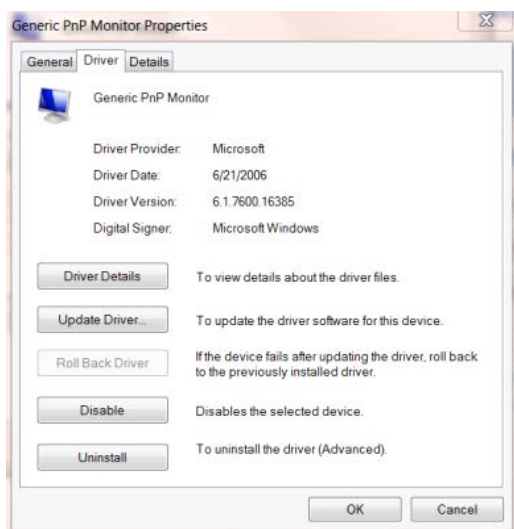 Generic PnP Monitor Properties
General Driver Details
Generic PnP Monitor
Driver Provider: Microsoft
Driver Date: 6/21/2006
Driver Version: 6.1.7600.16385
Digital Signer: Microsoft Windows
Driver Details To view details about the driver files.
Update Driver... To update the driver software for this device.
Roll Back Driver If the device fails after updating the driver, roll back
to the previously installed driver.
Disable Disables the selected device.
Uninstall To uninstall the driver (Advanced).
OK Cancel